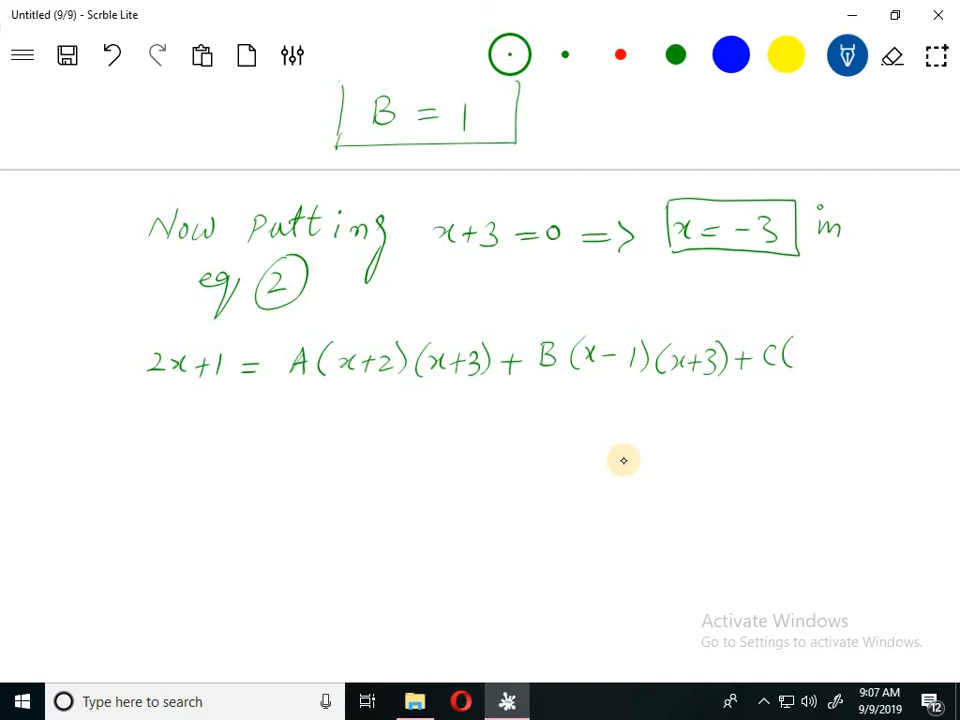 Untitled (9/9) - Scrble Lite
B = 1
Now putting x+3 = 0 => x = -3 in
eq 2
2x+1 = A(x+2)(x+3) + B(x-1)(x+3) + C(
Activate Windows
Go to Settings to activate Windows.
Type here to search
9:07 AM
9/9/2019
12